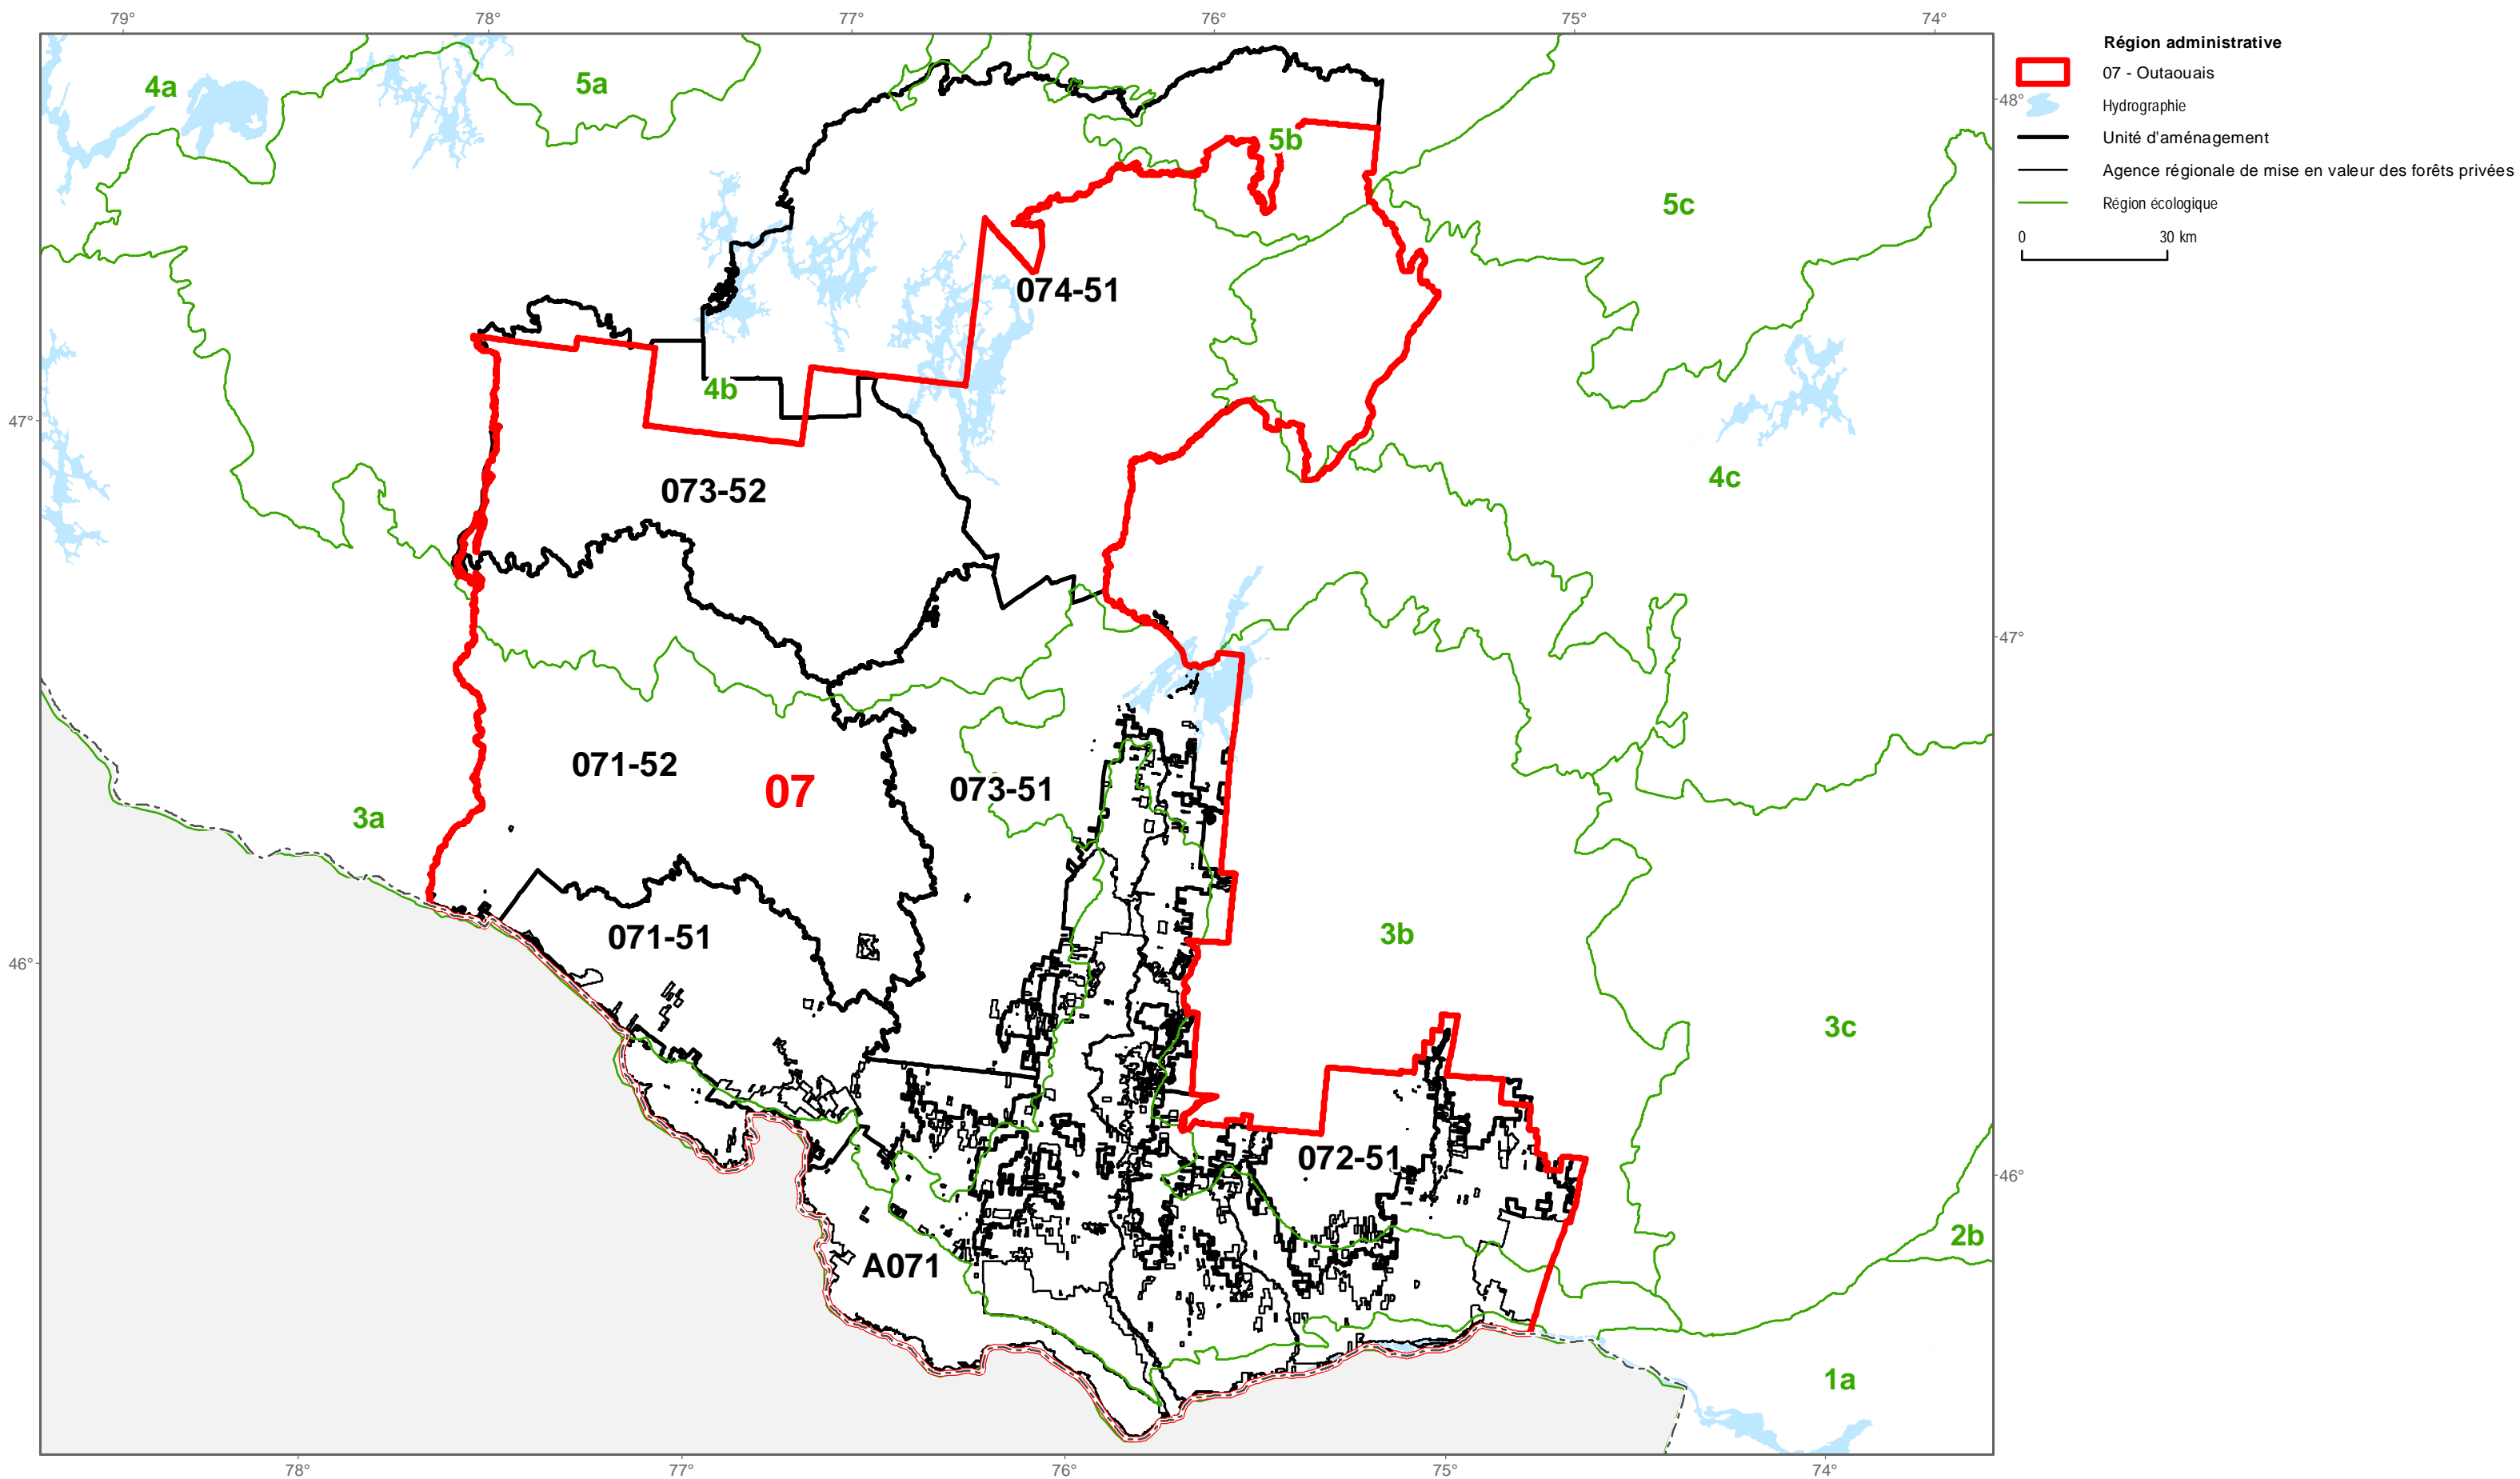 79°
78°
77°
76°
75°
74°
Région administrative
07 - Outaouais
Hydrographie
Unité d'aménagement
Agence régionale de mise en valeur des forêts privées
Région écologique
0 30 km
4a
5a
48°
5b
5c
074-51
4b
47°
4c
073-52
47°
071-52
07
073-51
3a
071-51
3b
46°
3c
072-51
46°
2b
A071
1a
78°
77°
76°
75°
74°